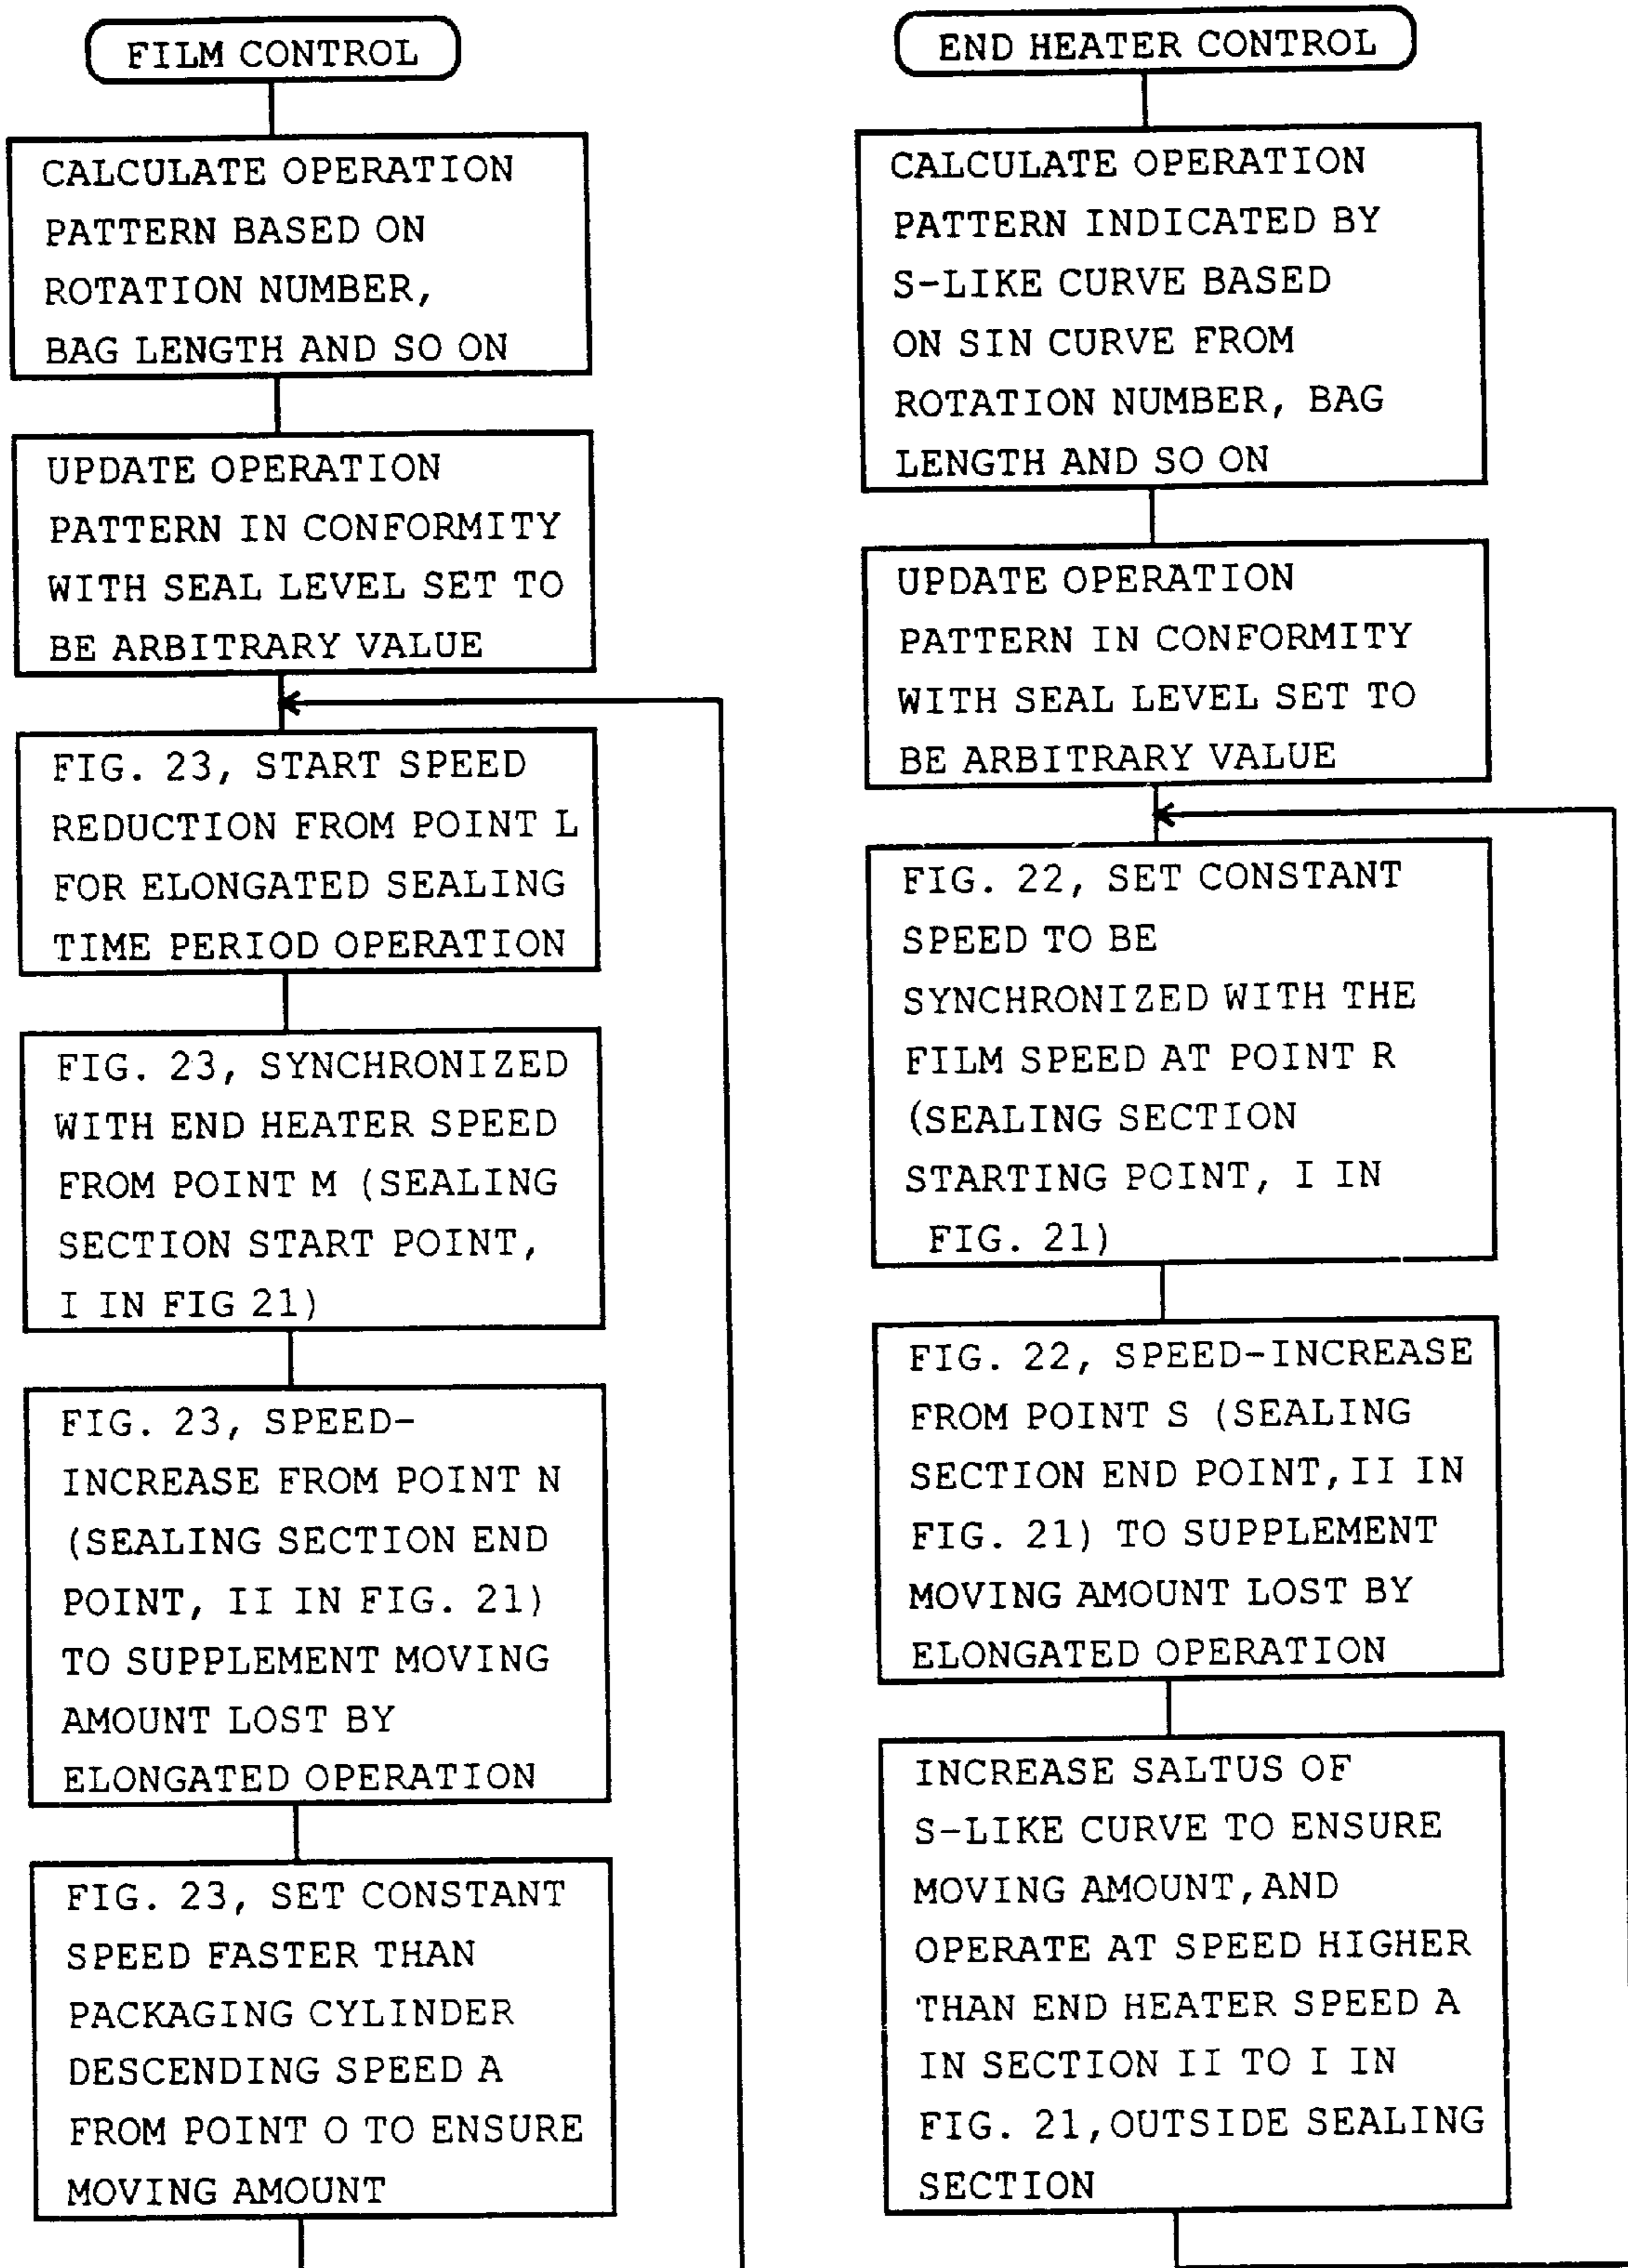 FILM CONTROL
CALCULATE OPERATION
PATTERN BASED ON
ROTATION NUMBER,
BAG LENGTH AND SO ON
UPDATE OPERATION
PATTERN IN CONFORMITY
WITH SEAL LEVEL SET TO
BE ARBITRARY VALUE
FIG. 23, START SPEED
REDUCTION FROM POINT L
FOR ELONGATED SEALING
TIME PERIOD OPERATION
FIG. 23, SYNCHRONIZED
WITH END HEATER SPEED
FROM POINT M (SEALING
SECTION START POINT,
I IN FIG 21)
FIG. 23, SPEED-
INCREASE FROM POINT N
(SEALING SECTION END
POINT, II IN FIG. 21)
TO SUPPLEMENT MOVING
AMOUNT LOST BY
ELONGATED OPERATION
FIG. 23, SET CONSTANT
SPEED FASTER THAN
PACKAGING CYLINDER
DESCENDING SPEED A
FROM POINT O TO ENSURE
MOVING AMOUNT
END HEATER CONTROL
CALCULATE OPERATION
PATTERN INDICATED BY
S-LIKE CURVE BASED
ON SIN CURVE FROM
ROTATION NUMBER, BAG
LENGTH AND SO ON
UPDATE OPERATION
PATTERN IN CONFORMITY
WITH SEAL LEVEL SET TO
BE ARBITRARY VALUE
FIG. 22, SET CONSTANT
SPEED TO BE
SYNCHRONIZED WITH THE
FILM SPEED AT POINT R
(SEALING SECTION
STARTING POINT, I IN
FIG. 21)
FIG. 22, SPEED-INCREASE
FROM POINT S (SEALING
SECTION END POINT, II IN
FIG. 21) TO SUPPLEMENT
MOVING AMOUNT LOST BY
ELONGATED OPERATION
INCREASE SALTUS OF
S-LIKE CURVE TO ENSURE
MOVING AMOUNT, AND
OPERATE AT SPEED HIGHER
THAN END HEATER SPEED A
IN SECTION II TO I IN
FIG. 21, OUTSIDE SEALING
SECTION